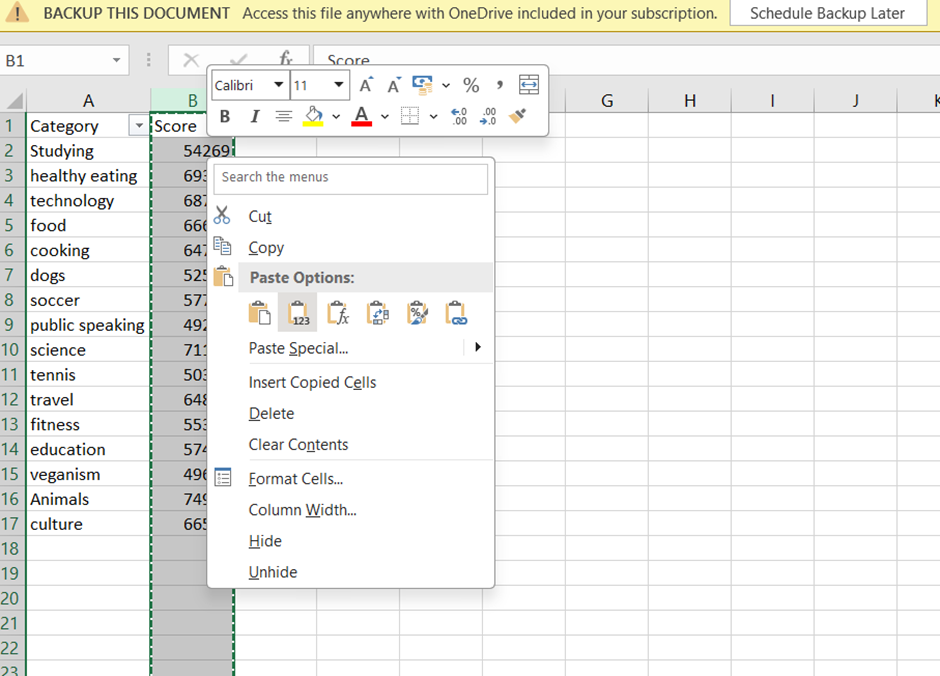 BACKUP THIS DOCUMENT Access this file anywhere with OneDrive included in your subscription. Schedule Backup Later
B1 fx Score
Calibri 11 A A % ,
B I A .00 .00
A B G H I J K
1 Category Score
2 Studying 54269
3 healthy eating 693
4 technology 687
5 food 666
6 cooking 647
7 dogs 525
8 soccer 577
9 public speaking 492
10 science 711
11 tennis 503
12 travel 648
13 fitness 553
14 education 574
15 veganism 496
16 Animals 749
17 culture 665
18
19
20
21
22
23
Search the menus
Cut
Copy
Paste Options:
123 fx %
Paste Special...
Insert Copied Cells
Delete
Clear Contents
Format Cells...
Column Width...
Hide
Unhide